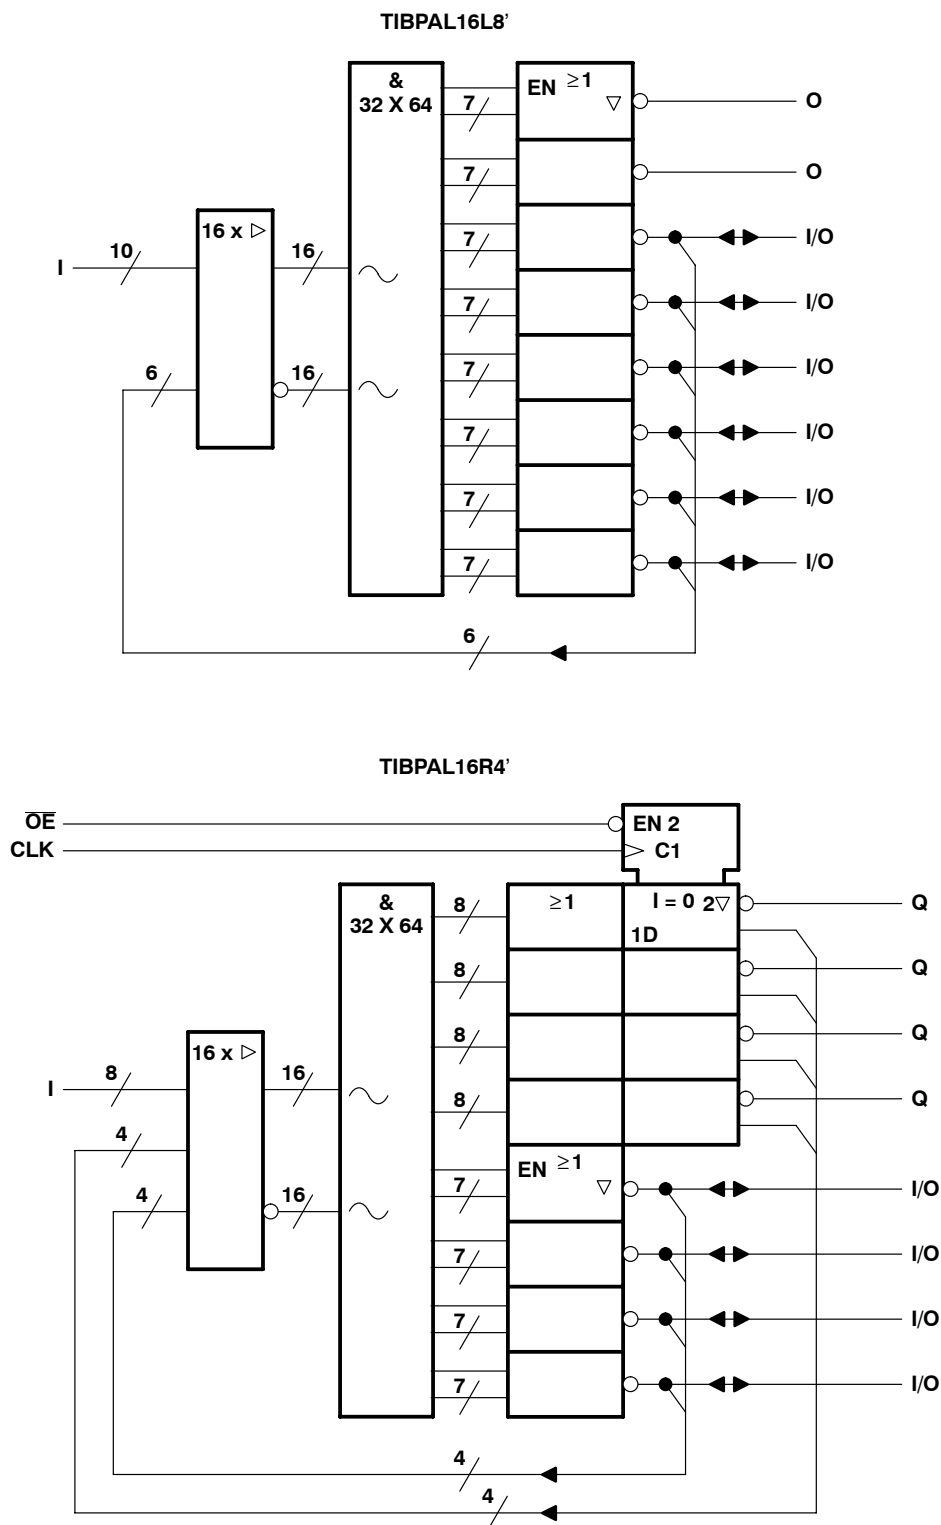 TIBPAL16L8’
&
32 X 64
EN ≥1 ▽
7
O
7
O
16 x ▷
7
I/O
I
10
16
7
I/O
6
16
7
I/O
7
I/O
7
I/O
7
I/O
6
TIBPAL16R4’
OE
EN 2
CLK
C1
&
32 X 64
8
≥1
I = 0 2▽
Q
1D
8
Q
16 x ▷
8
Q
I
8
16
8
Q
4
EN ≥1 ▽
4
16
7
I/O
7
I/O
7
I/O
7
I/O
4
4